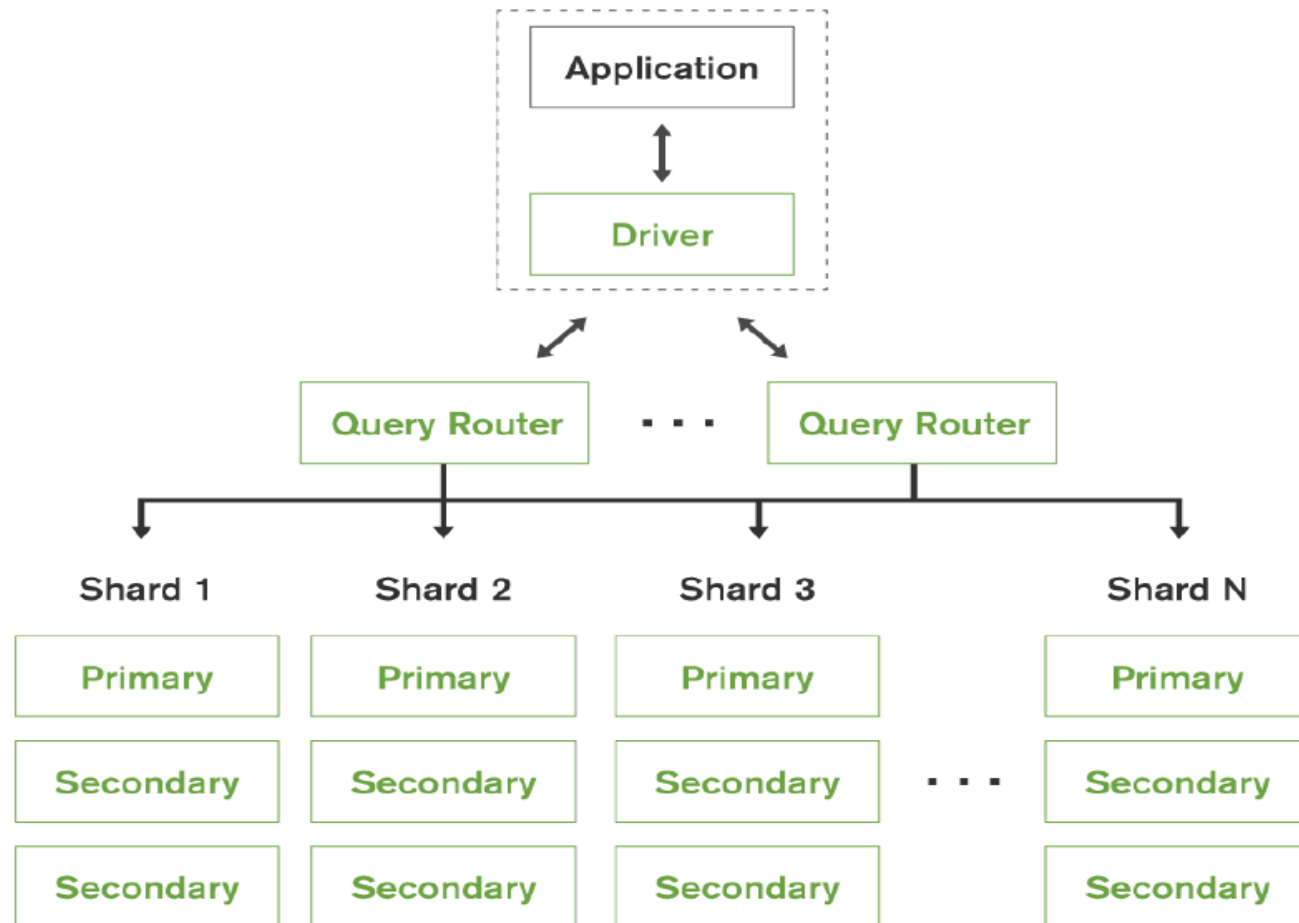 Application
Driver
Query Router . . . Query Router
Shard 1 Shard 2 Shard 3 Shard N
Primary Primary Primary Primary
Secondary Secondary Secondary . . . Secondary
Secondary Secondary Secondary Secondary